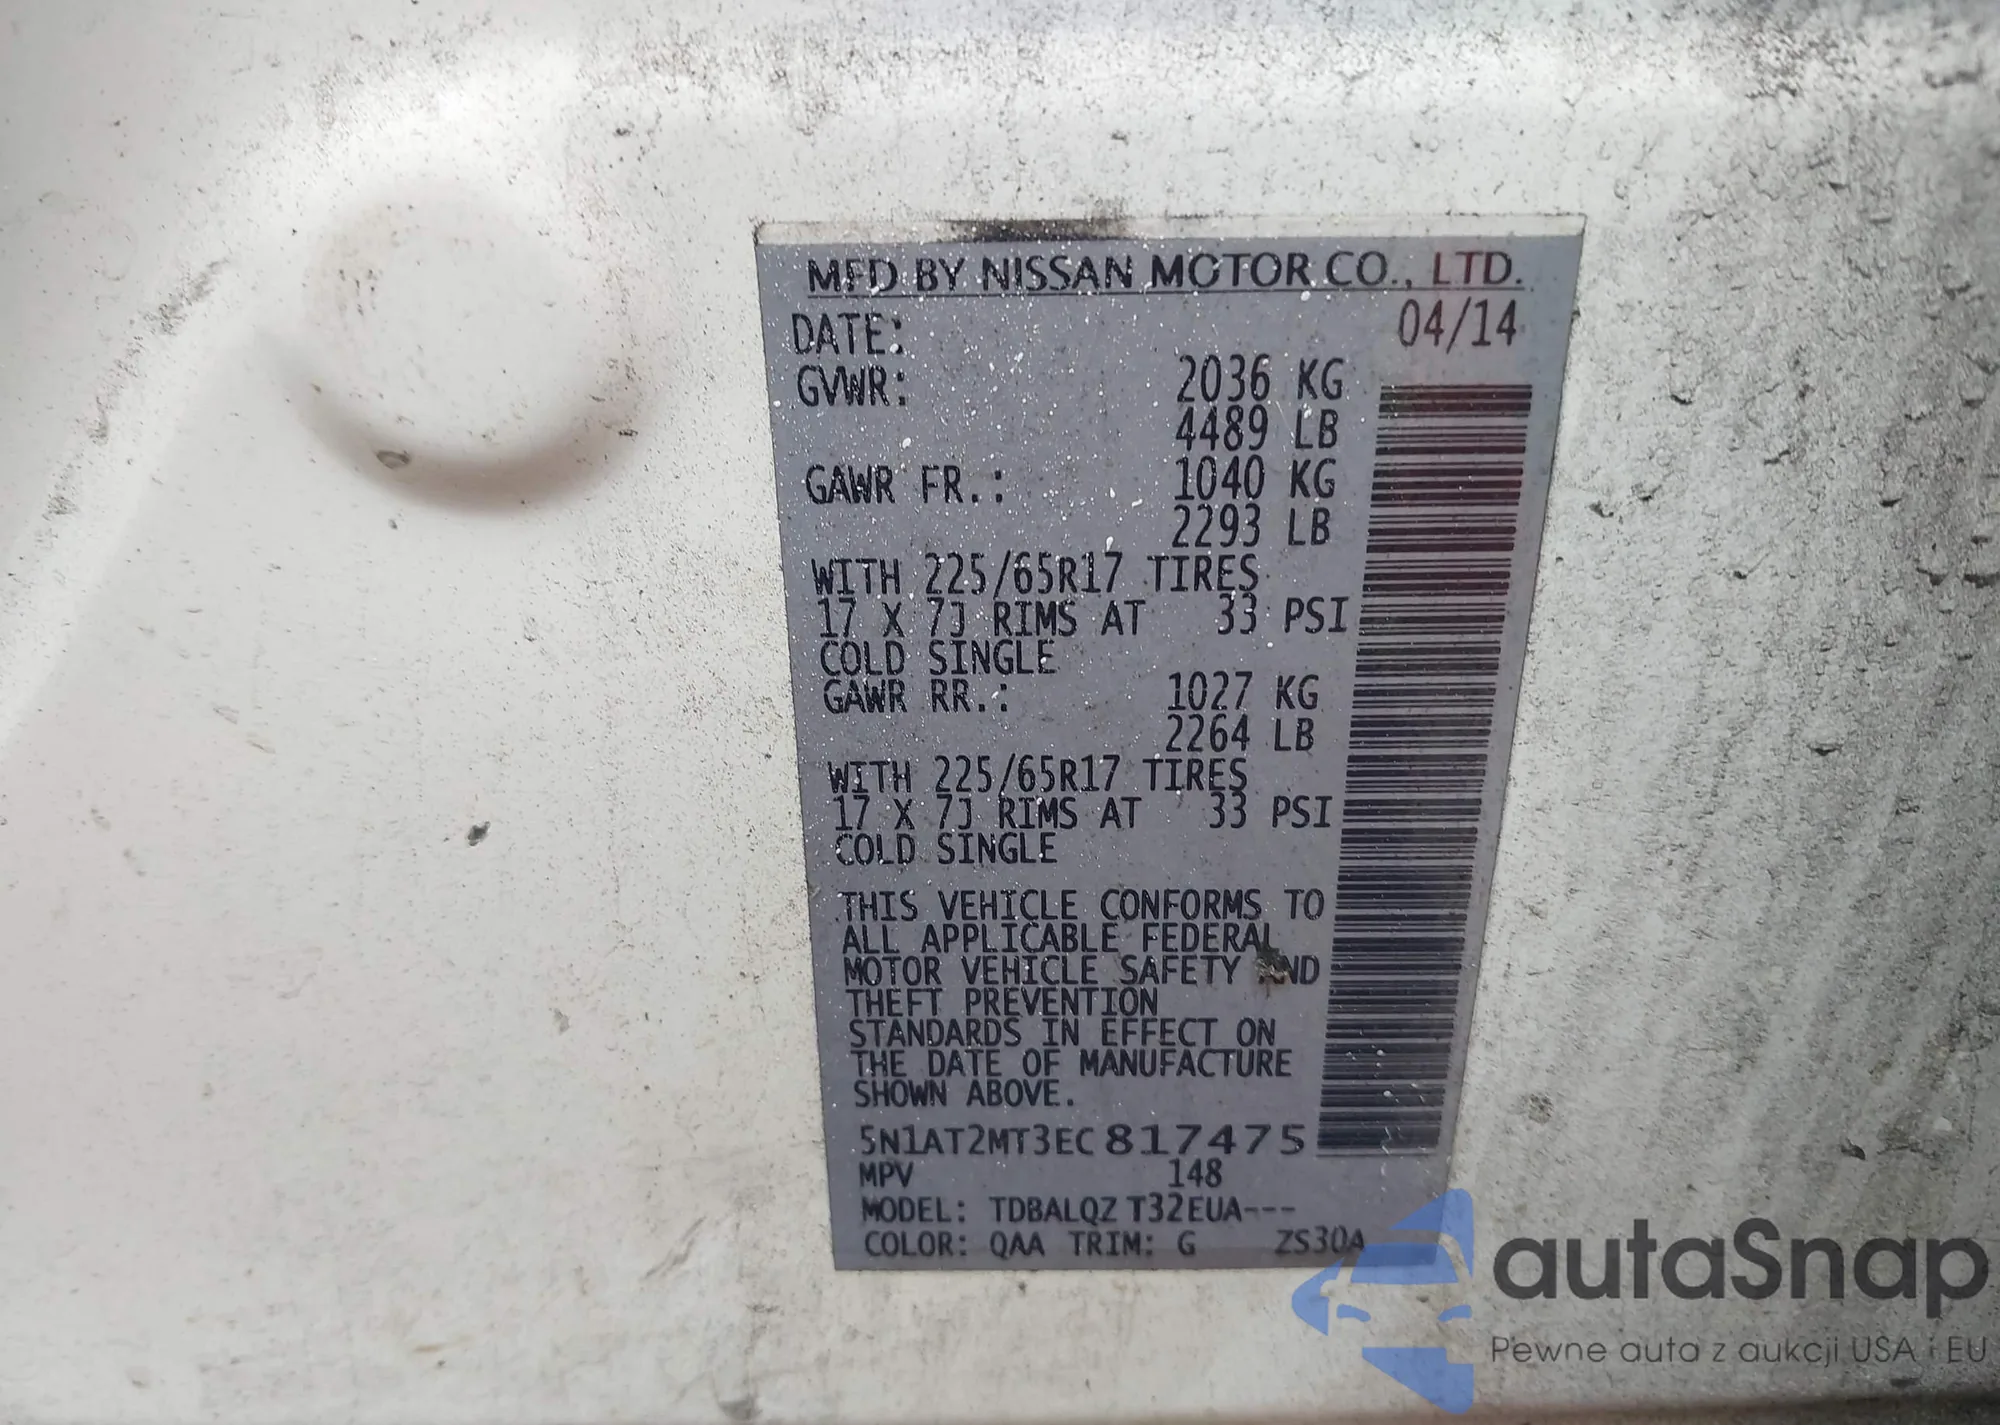 MFD BY NISSAN MOTOR CO., LTD.
DATE: 04/14
GVWR: 2036 KG
4489 LB
GAWR FR.: 1040 KG
2293 LB
WITH 225/65R17 TIRES
17 X 7J RIMS AT 33 PSI
COLD SINGLE
GAWR RR.: 1027 KG
2264 LB
WITH 225/65R17 TIRES
17 X 7J RIMS AT 33 PSI
COLD SINGLE
THIS VEHICLE CONFORMS TO
ALL APPLICABLE FEDERAL
MOTOR VEHICLE SAFETY AND
THEFT PREVENTION
STANDARDS IN EFFECT ON
THE DATE OF MANUFACTURE
SHOWN ABOVE.
5N1AT2MT3EC817475
MPV 148
MODEL: TDBALQZ T32EUA---
COLOR: QAA TRIM: G ZS30A
autaSnap
Pewne auta z aukcji USA i EU